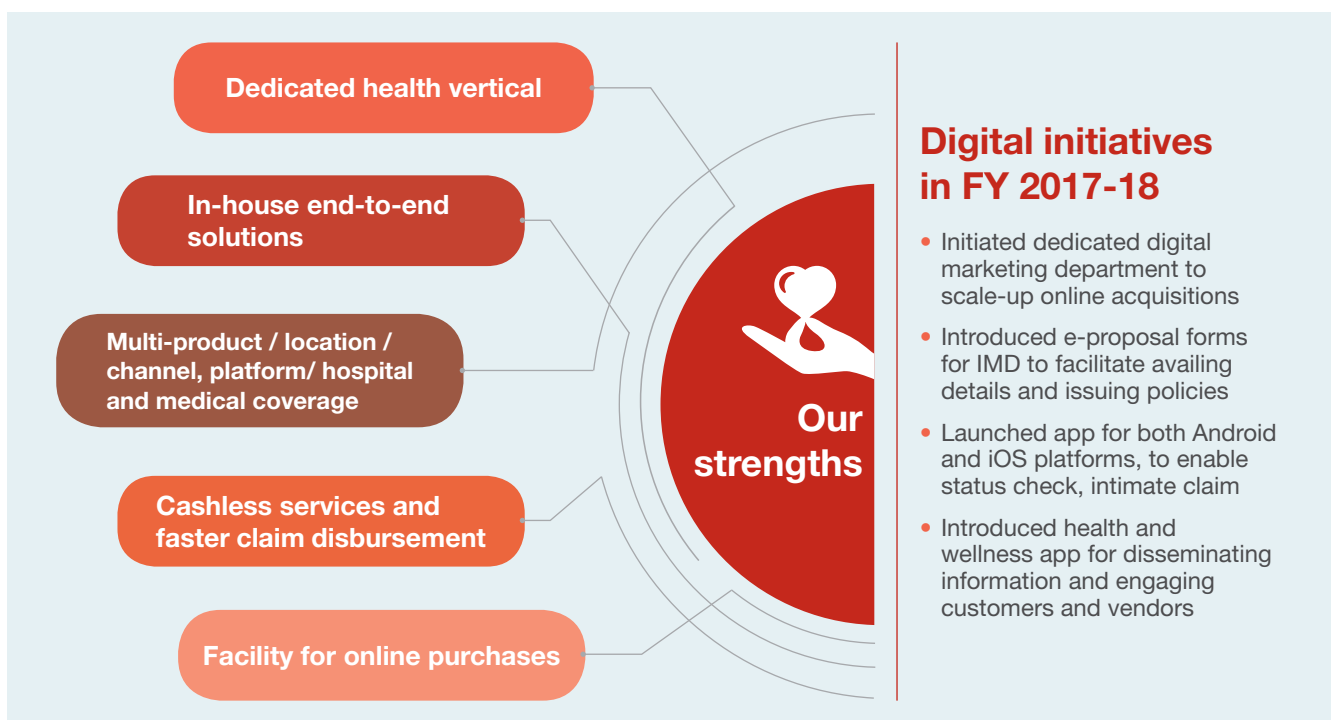 Dedicated health vertical
In-house end-to-end
solutions
Multi-product / location /
channel, platform/ hospital
and medical coverage
Cashless services and
faster claim disbursement
Facility for online purchases
Our
strengths
Digital initiatives
in FY 2017-18
• Initiated dedicated digital
marketing department to
scale-up online acquisitions
• Introduced e-proposal forms
for IMD to facilitate availing
details and issuing policies
• Launched app for both Android
and iOS platforms, to enable
status check, intimate claim
• Introduced health and
wellness app for disseminating
information and engaging
customers and vendors